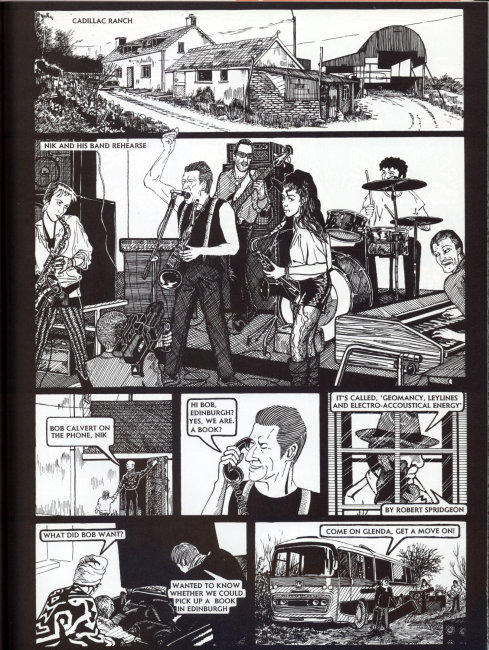 CADILLAC RANCH
NIK AND HIS BAND REHEARSE
BOB CALVERT ON
THE PHONE, NIK
HI BOB,
EDINBURGH?
YES, WE ARE.
A BOOK?
IT'S CALLED, 'GEOMANCY, LEYLINES
AND ELECTRO-ACCOUSTICAL ENERGY'
BY ROBERT SPRIDGEON
WHAT DID BOB WANT?
WANTED TO KNOW
WHETHER WE COULD
PICK UP A BOOK
IN EDINBURGH
COME ON GLENDA, GET A MOVE ON!